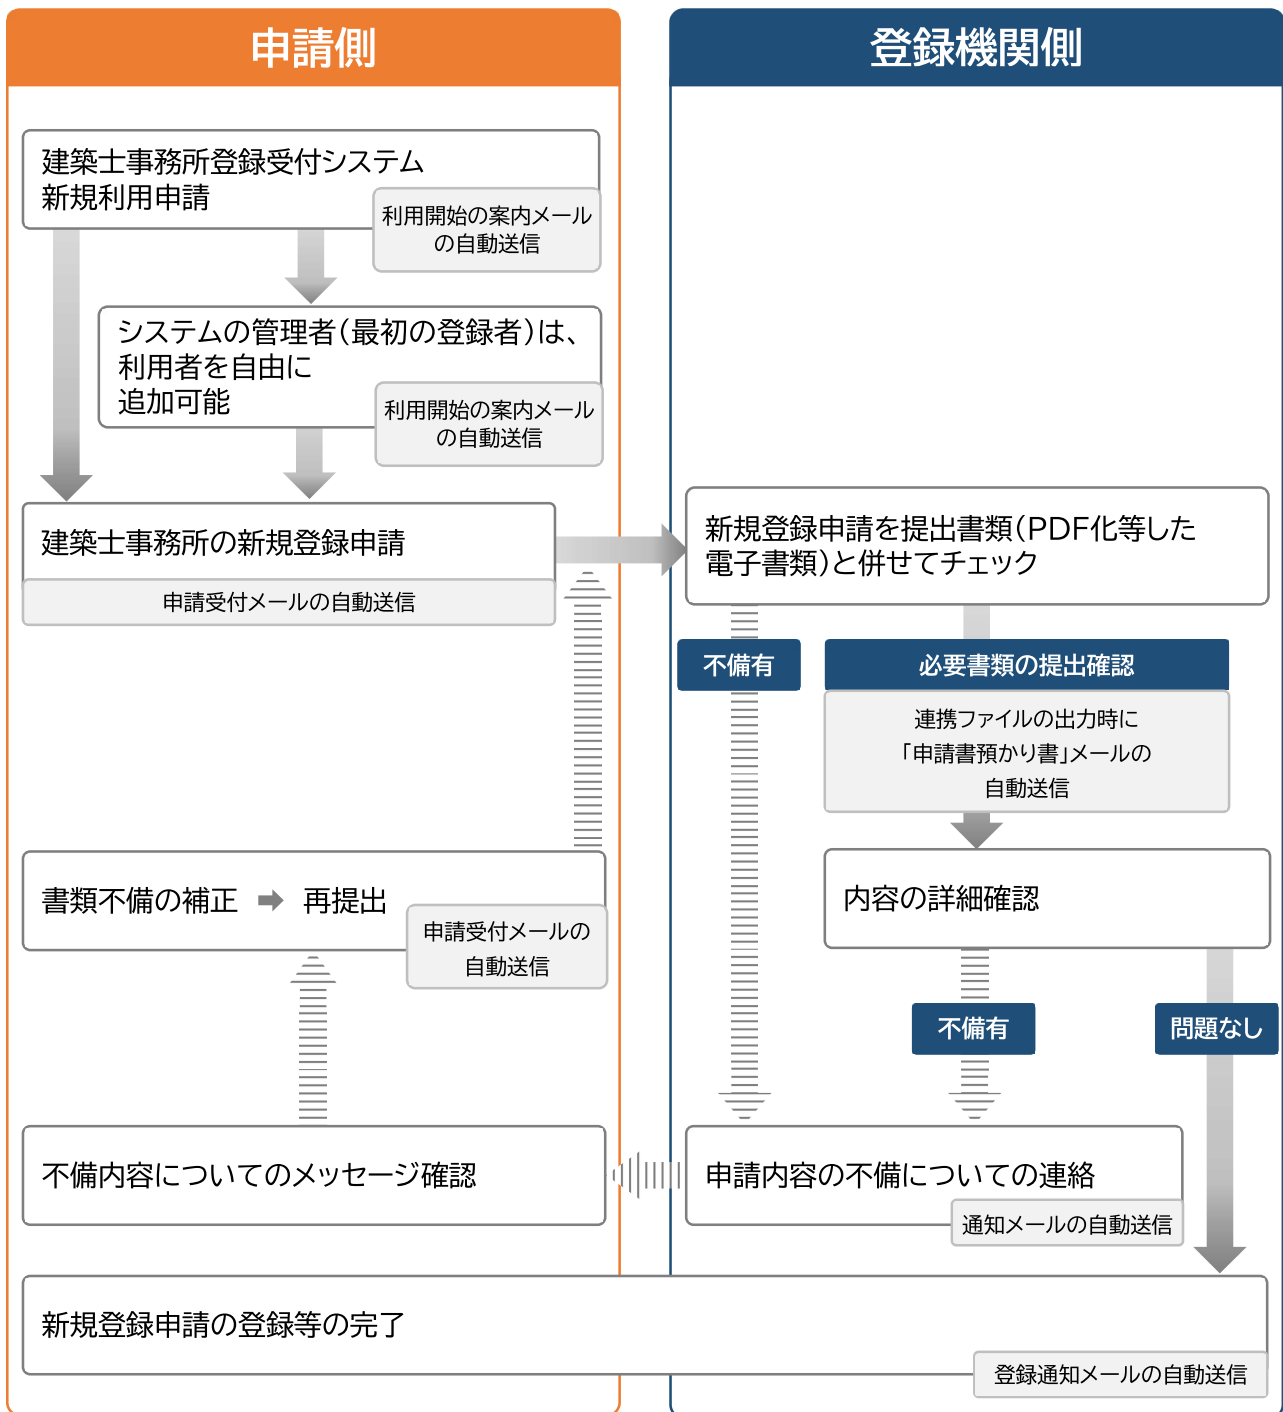 申請側
登録機関側
建築士事務所登録受付システム
新規利用申請
利用開始の案内メール
の自動送信
システムの管理者(最初の登録者)は、
利用者を自由に
追加可能
利用開始の案内メール
の自動送信
建築士事務所の新規登録申請
申請受付メールの自動送信
新規登録申請を提出書類(PDF化等した
電子書類)と併せてチェック
不備有
必要書類の提出確認
連携ファイルの出力時に
「申請書預かり書」メールの
自動送信
書類不備の補正 ➡ 再提出
申請受付メールの
自動送信
内容の詳細確認
不備有
問題なし
不備内容についてのメッセージ確認
申請内容の不備についての連絡
通知メールの自動送信
新規登録申請の登録等の完了
登録通知メールの自動送信